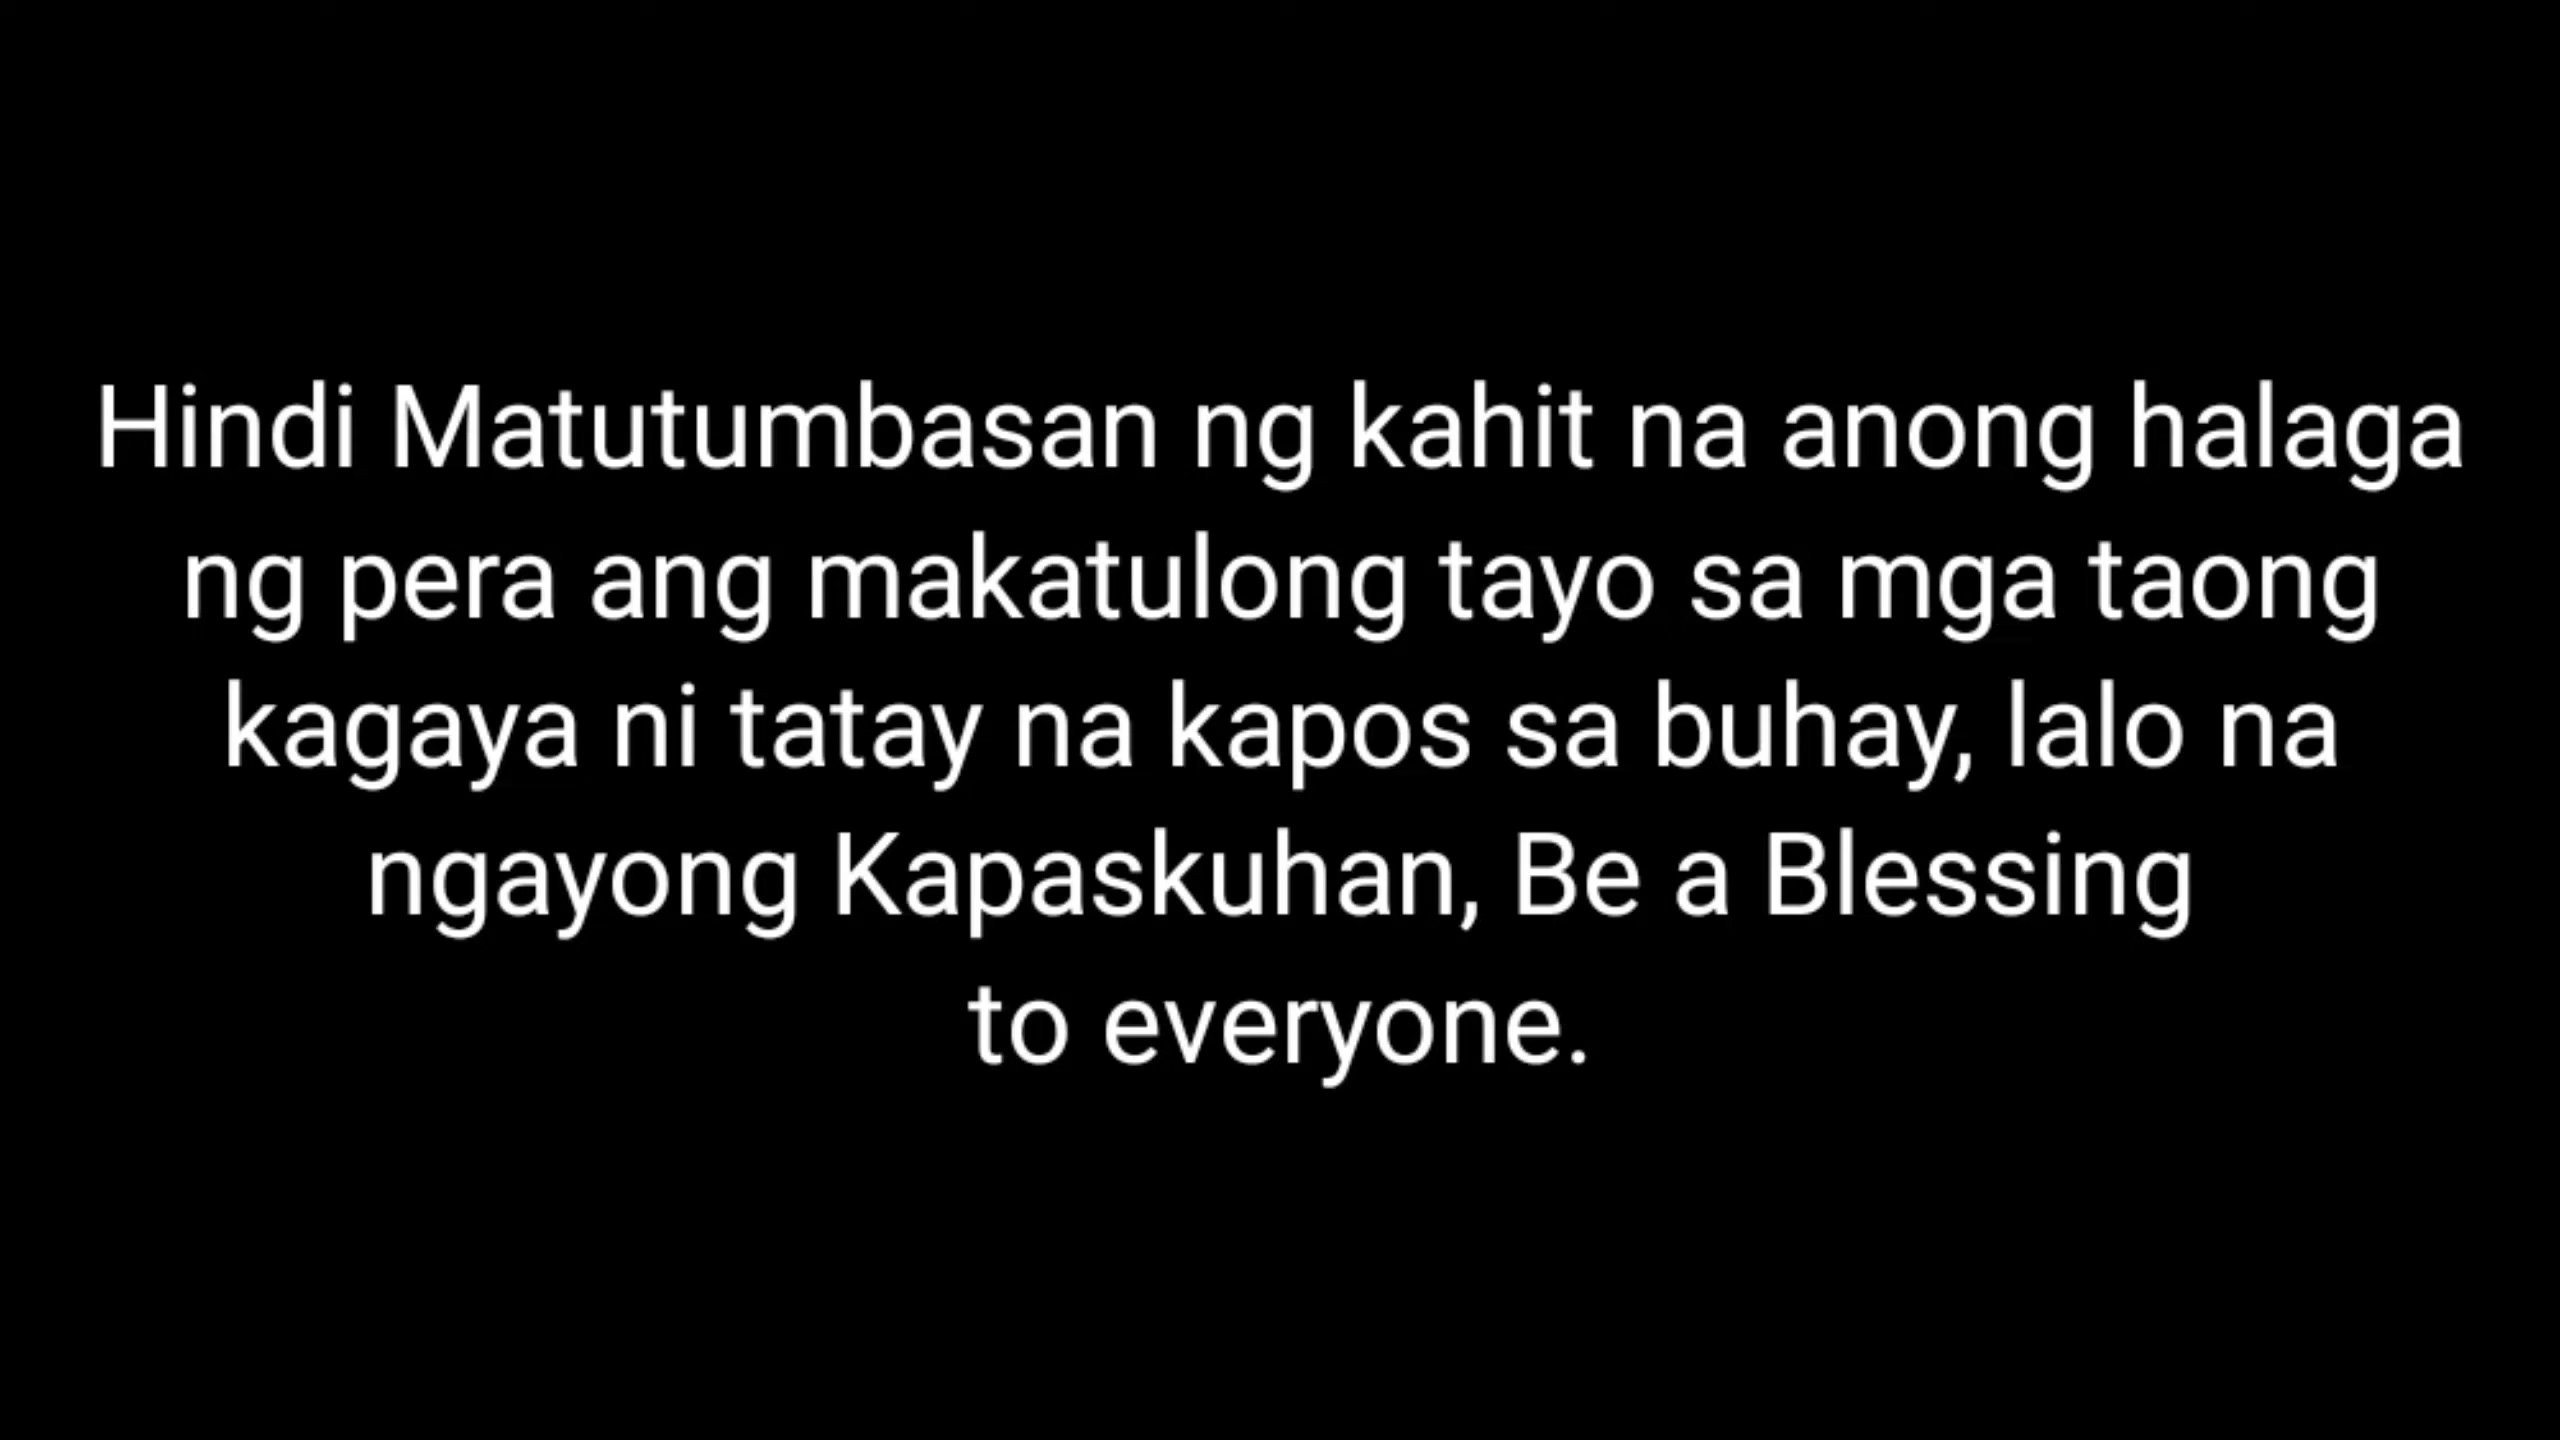 Hindi Matutumbasan ng kahit na anong halaga
ng pera ang makatulong tayo sa mga taong
kagaya ni tatay na kapos sa buhay, lalo na
ngayong Kapaskuhan, Be a Blessing
to everyone.